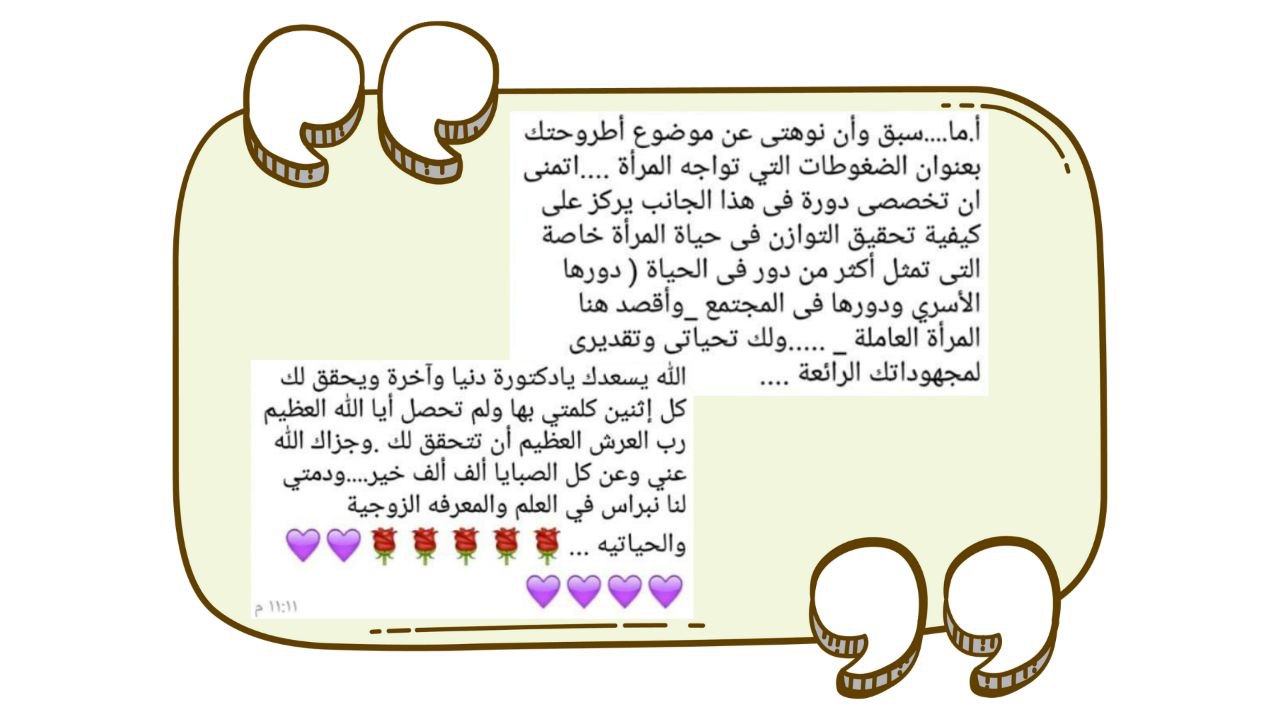 أ.ما....سبق وأن نوهتى عن موضوع أطروحتك
بعنوان الضغوطات التي تواجه المرأة ....اتمنى
ان تخصصى دورة فى هذا الجانب يركز على
كيفية تحقيق التوازن فى حياة المرأة خاصة
التى تمثل أكثر من دور فى الحياة ( دورها
الأسري ودورها فى المجتمع _وأقصد هنا
المرأة العاملة _ .....ولك تحياتى وتقديرى
لمجهوداتك الرائعة ....
الله يسعدك يادكتورة دنيا وآخرة ويحقق لك
كل إثنين كلمتي بها ولم تحصل أيا الله العظيم
رب العرش العظيم أن تتحقق لك .وجزاك الله
عني وعن كل الصبايا ألف ألف خير....ودمتي
لنا نبراس في العلم والمعرفه الزوجية
والحياتيه ... 🌹🌹🌹🌹🌹💜💜
💜💜💜💜
١١:١١ م